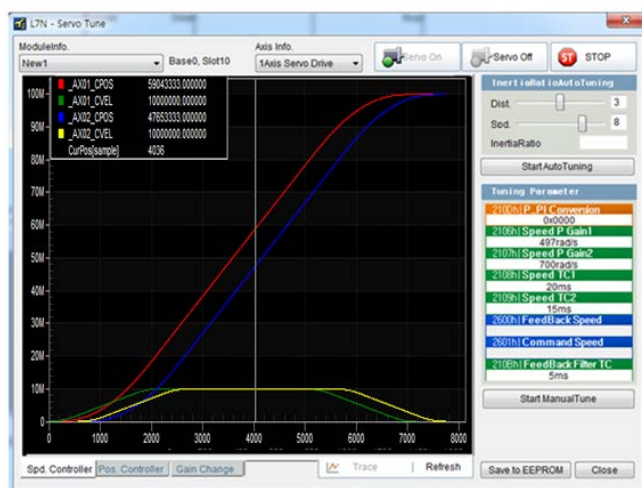 L7N - Servo Tune
ModuleInfo.
New1
Base0, Slot10
Axis Info.
1Axis Servo Drive
Servo On
Servo Off
ST
STOP
_AX01_CPOS 59043333.000000
_AX01_CVEL 10000000.000000
_AX02_CPOS 47653333.000000
_AX02_CVEL 10000000.000000
CurPos[sample] 4036
100M
90M
80M
70M
60M
50M
40M
30M
20M
10M
0
0 1000 2000 3000 4000 5000 6000 7000 8000
InertiaRatioAutoTuning
Dist. 3
Spd. 8
InertiaRatio
StartAutoTuning
Tuning Parameter
2100h| P_PI Conversion
0x0000
2106h| Speed P Gain1
497rad/s
2107h| Speed P Gain2
700rad/s
2108h| Speed TC1
20ms
2109h| Speed TC2
15ms
2600h| FeedBack Speed
2601h| Command Speed
210Bh| FeedBack Filter TC
5ms
Start ManualTune
Spd. Controller
Pos. Controller
Gain Change
Trace
Refresh
Save to EEPROM
Close